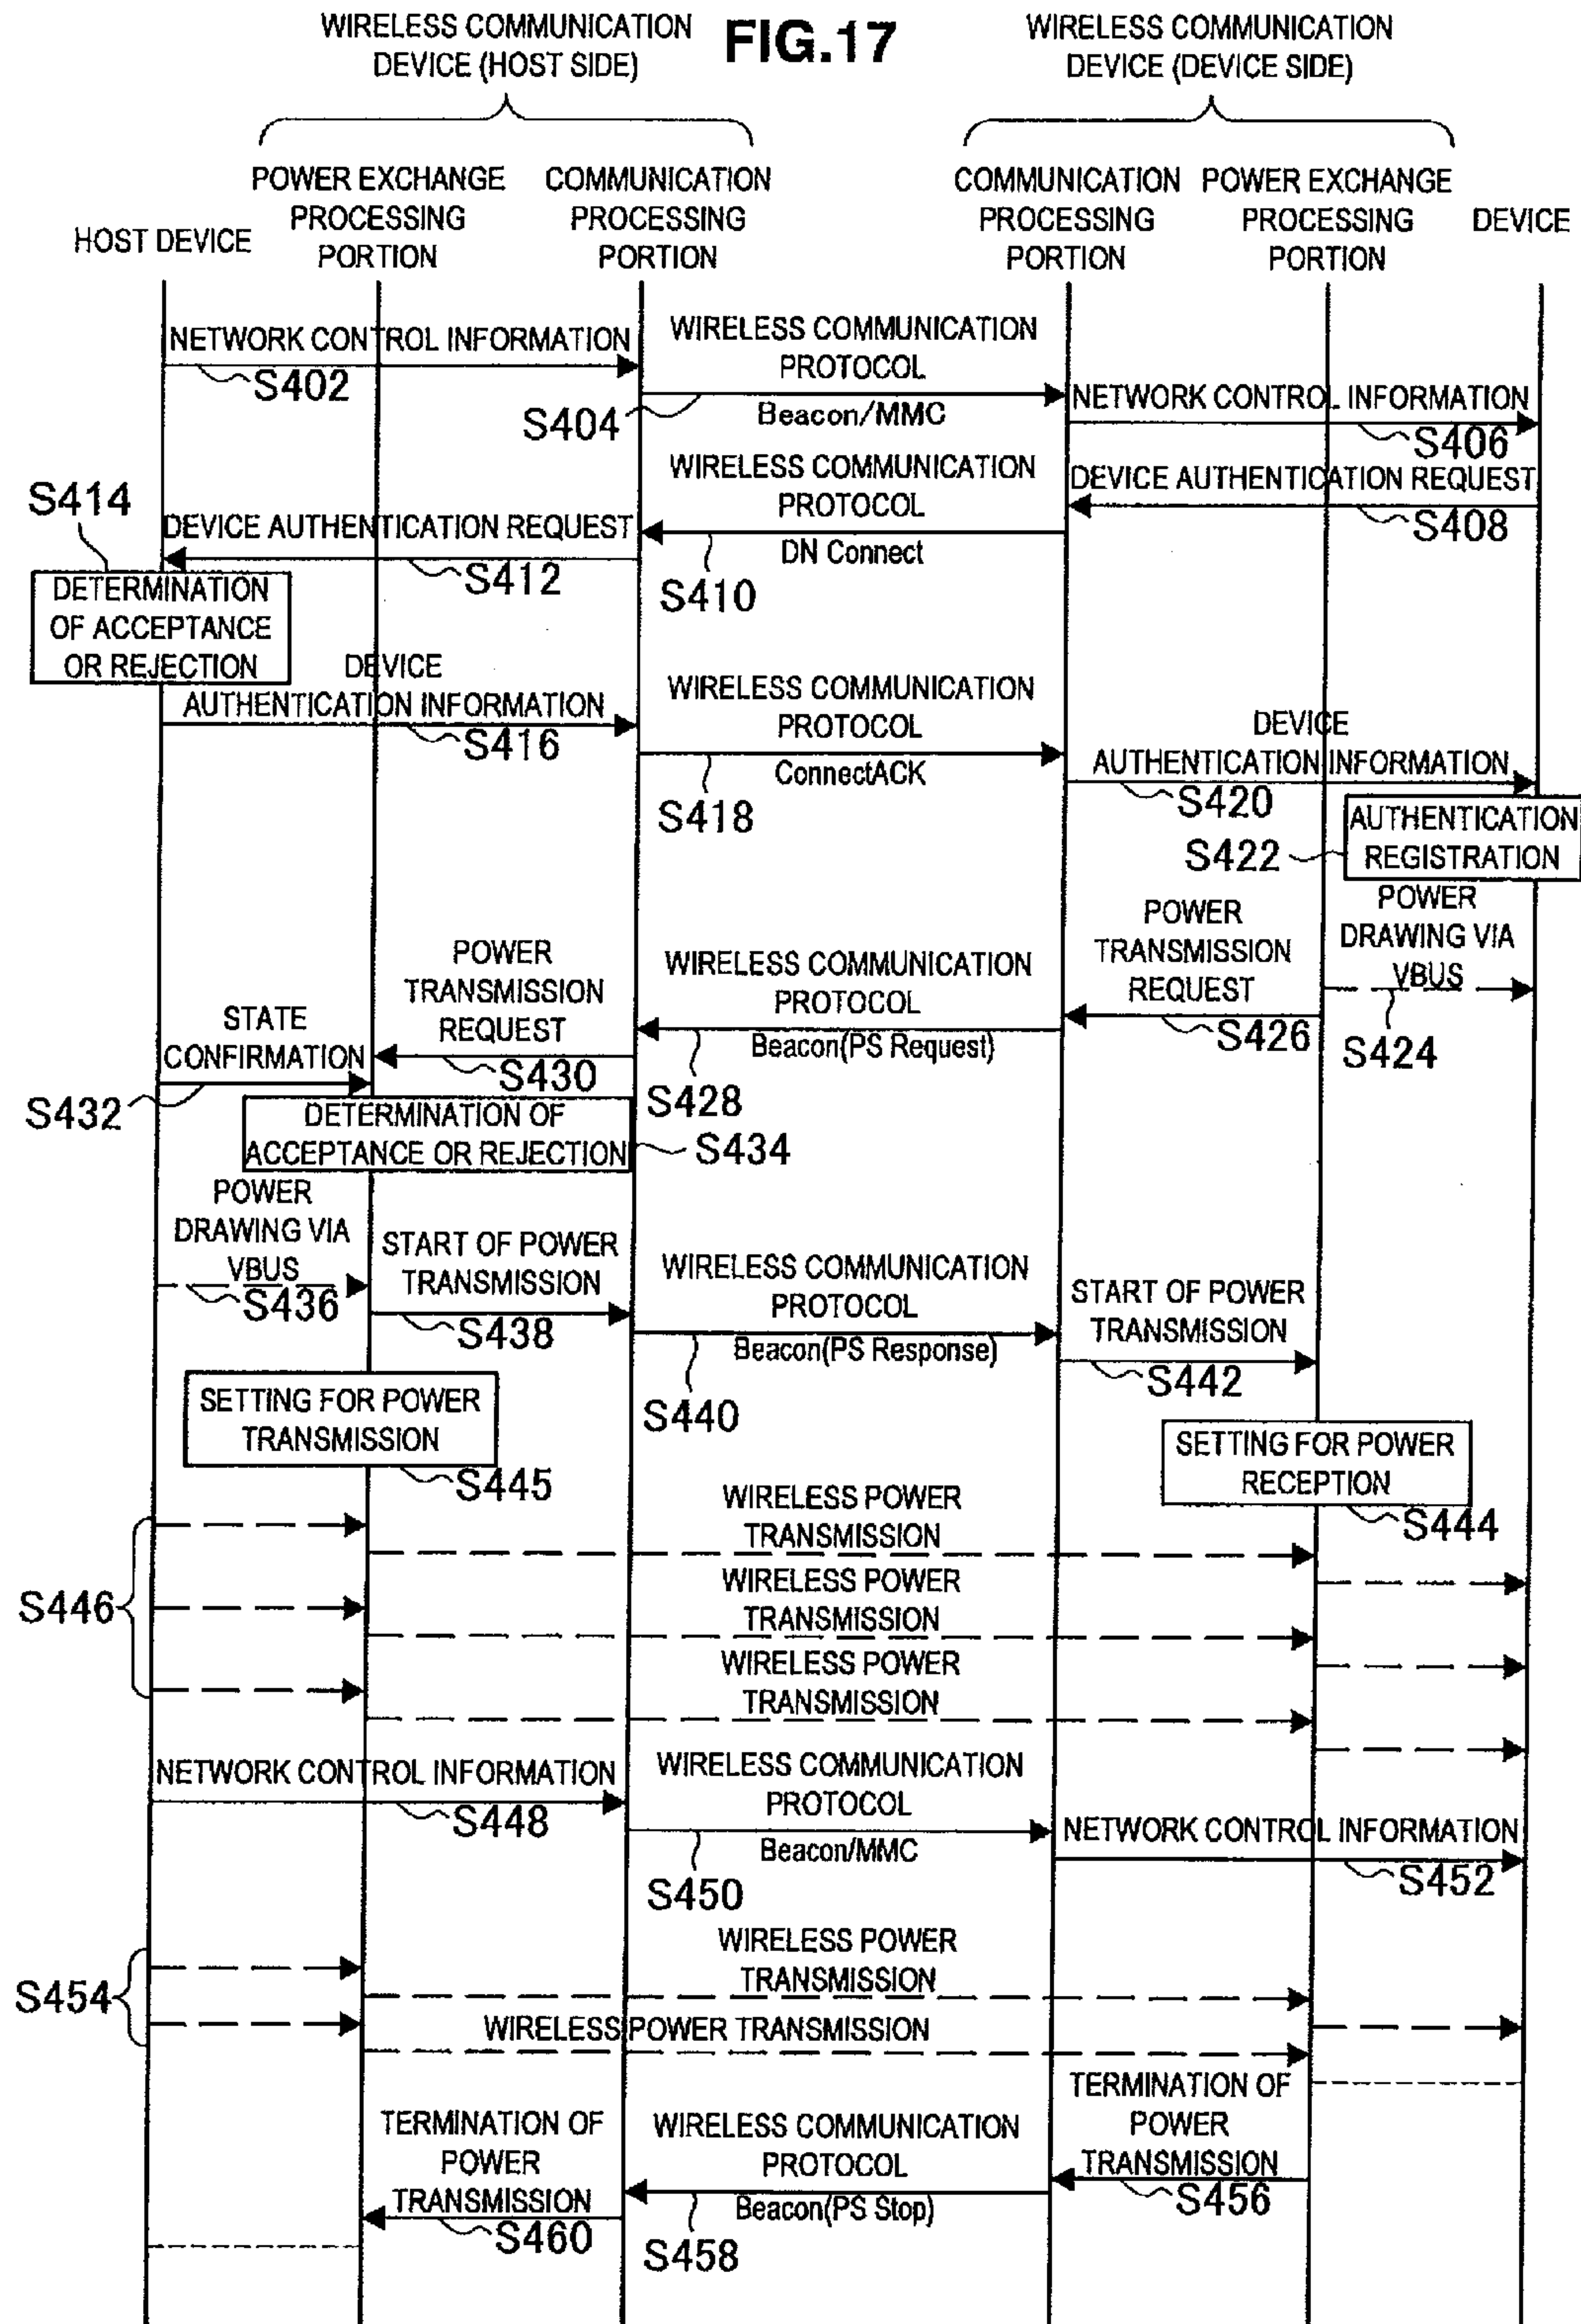 FIG.17
WIRELESS COMMUNICATION
DEVICE (HOST SIDE)
WIRELESS COMMUNICATION
DEVICE (DEVICE SIDE)
HOST DEVICE
POWER EXCHANGE
PROCESSING
PORTION
COMMUNICATION
PROCESSING
PORTION
COMMUNICATION
PROCESSING
PORTION
POWER EXCHANGE
PROCESSING
PORTION
DEVICE
NETWORK CONTROL INFORMATION
S402
WIRELESS COMMUNICATION
PROTOCOL
S404
Beacon/MMC
NETWORK CONTROL INFORMATION
S406
DEVICE AUTHENTICATION REQUEST
S408
WIRELESS COMMUNICATION
PROTOCOL
DN Connect
S410
DEVICE AUTHENTICATION REQUEST
S412
S414
DETERMINATION
OF ACCEPTANCE
OR REJECTION
DEVICE
AUTHENTICATION INFORMATION
S416
WIRELESS COMMUNICATION
PROTOCOL
ConnectACK
S418
DEVICE
AUTHENTICATION INFORMATION
S420
AUTHENTICATION
REGISTRATION
S422
POWER
DRAWING VIA
VBUS
S424
POWER
TRANSMISSION
REQUEST
S426
WIRELESS COMMUNICATION
PROTOCOL
Beacon(PS Request)
S428
POWER
TRANSMISSION
REQUEST
S430
STATE
CONFIRMATION
S432
DETERMINATION OF
ACCEPTANCE OR REJECTION
S434
POWER
DRAWING VIA
VBUS
S436
START OF POWER
TRANSMISSION
S438
WIRELESS COMMUNICATION
PROTOCOL
Beacon(PS Response)
S440
START OF POWER
TRANSMISSION
S442
SETTING FOR POWER
TRANSMISSION
S445
SETTING FOR POWER
RECEPTION
S444
S446
WIRELESS POWER
TRANSMISSION
WIRELESS POWER
TRANSMISSION
WIRELESS POWER
TRANSMISSION
NETWORK CONTROL INFORMATION
S448
WIRELESS COMMUNICATION
PROTOCOL
Beacon/MMC
S450
NETWORK CONTROL INFORMATION
S452
S454
WIRELESS POWER
TRANSMISSION
WIRELESS POWER TRANSMISSION
TERMINATION OF
POWER
TRANSMISSION
S456
WIRELESS COMMUNICATION
PROTOCOL
Beacon(PS Stop)
S458
TERMINATION OF
POWER
TRANSMISSION
S460